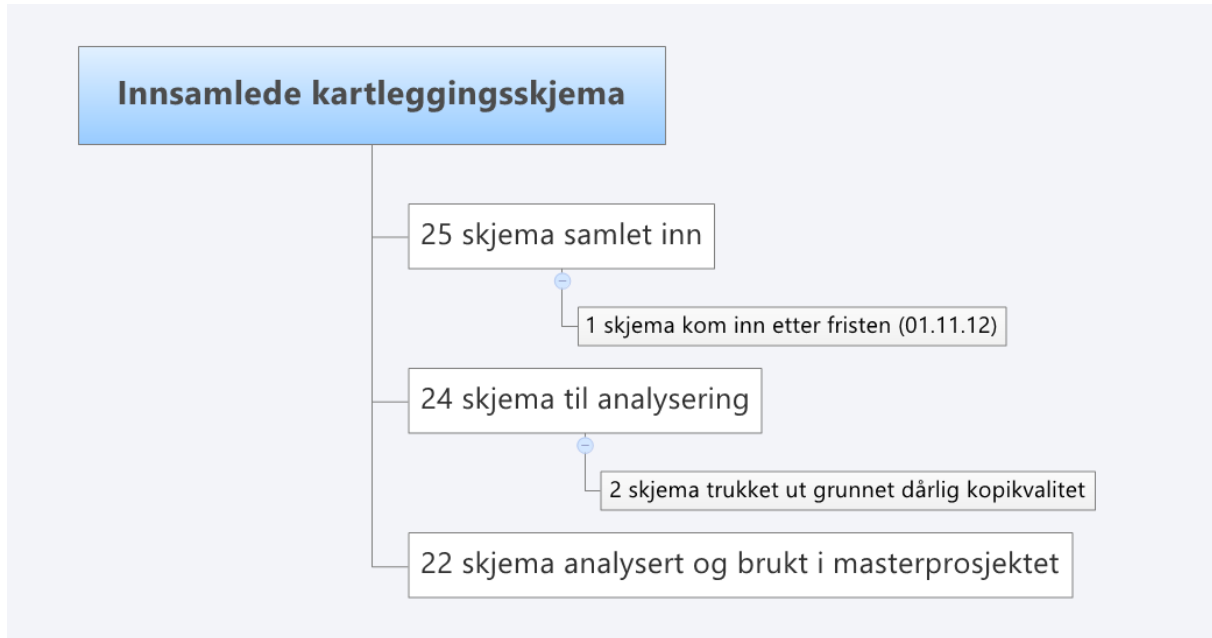 Innsamlede kartleggingsskjema
25 skjema samlet inn
1 skjema kom inn etter fristen (01.11.12)
24 skjema til analysering
2 skjema trukket ut grunnet dårlig kopikvalitet
22 skjema analysert og brukt i masterprosjektet